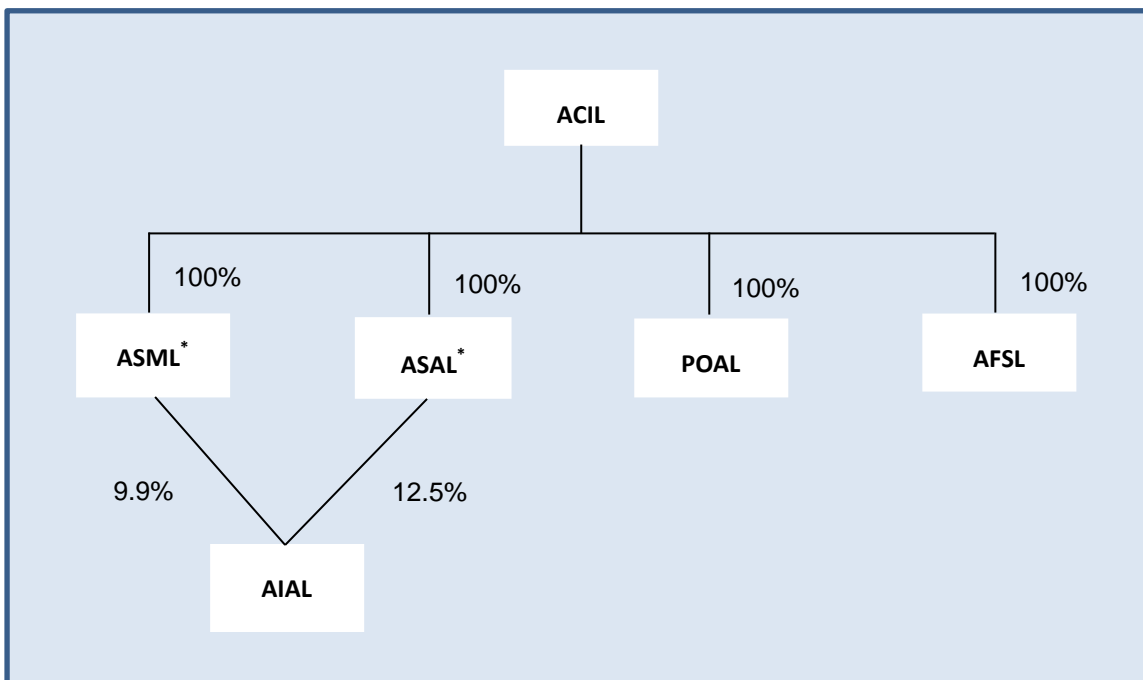 ACIL
100%
100%
100%
100%
ASML*
ASAL*
POAL
AFSL
9.9%
12.5%
AIAL